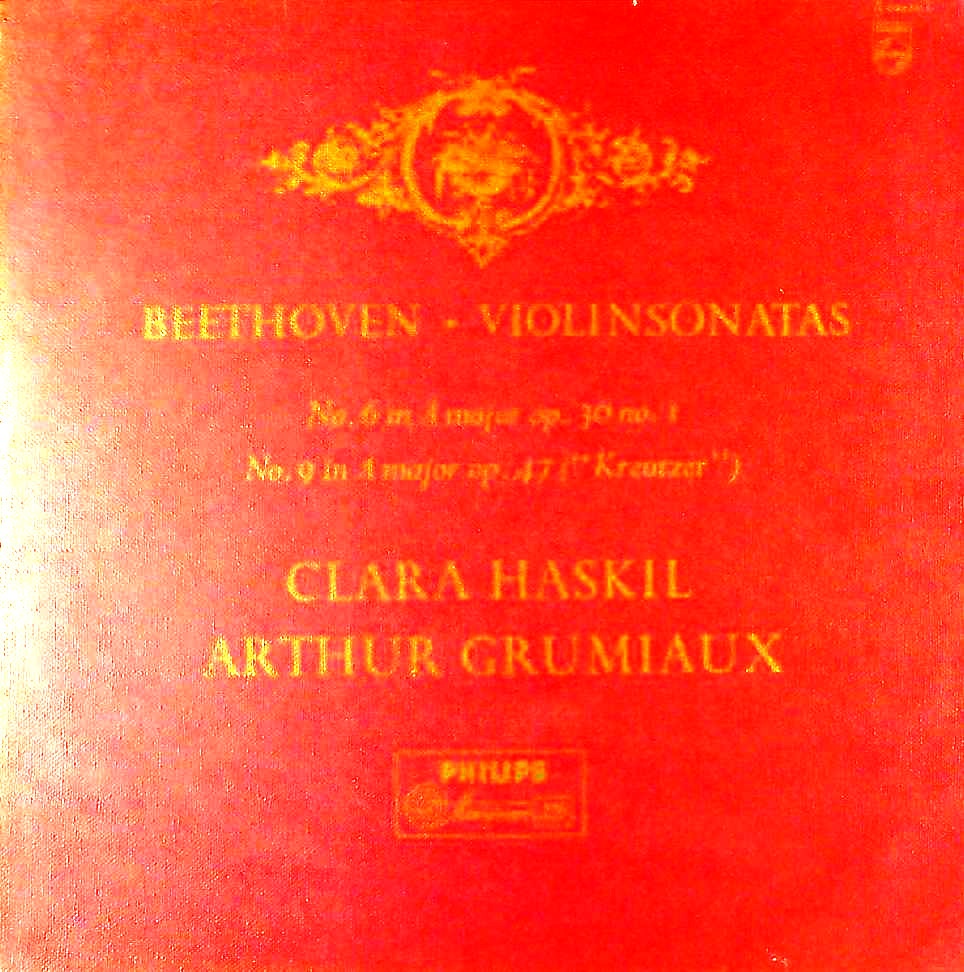 BEETHOVEN · VIOLINSONATAS
No. 6 in A major op. 30 no. 1
No. 9 in A major op. 47 ("Kreutzer")
CLARA HASKIL
ARTHUR GRUMIAUX
PHILIPS